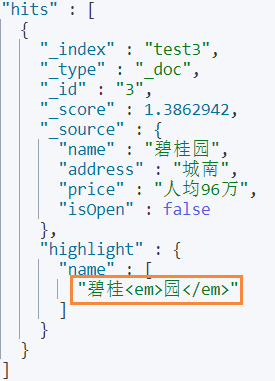 "hits" : [
{
"_index" : "test3",
"_type" : "_doc",
"_id" : "3",
"_score" : 1.3862942,
"_source" : {
"name" : "碧桂园",
"address" : "城南",
"price" : "人均96万",
"isOpen" : false
},
"highlight" : {
"name" : [
"碧桂<em>园</em>"
]
}
}
]